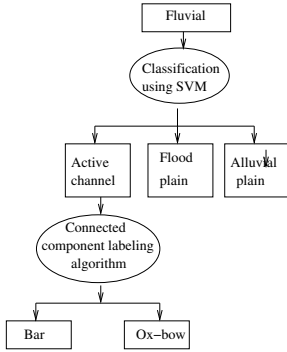 Fluvial
Classification
using SVM
Active
channel
Flood
plain
Alluvial
plain
Connected
component labeling
algorithm
Bar
Ox−bow